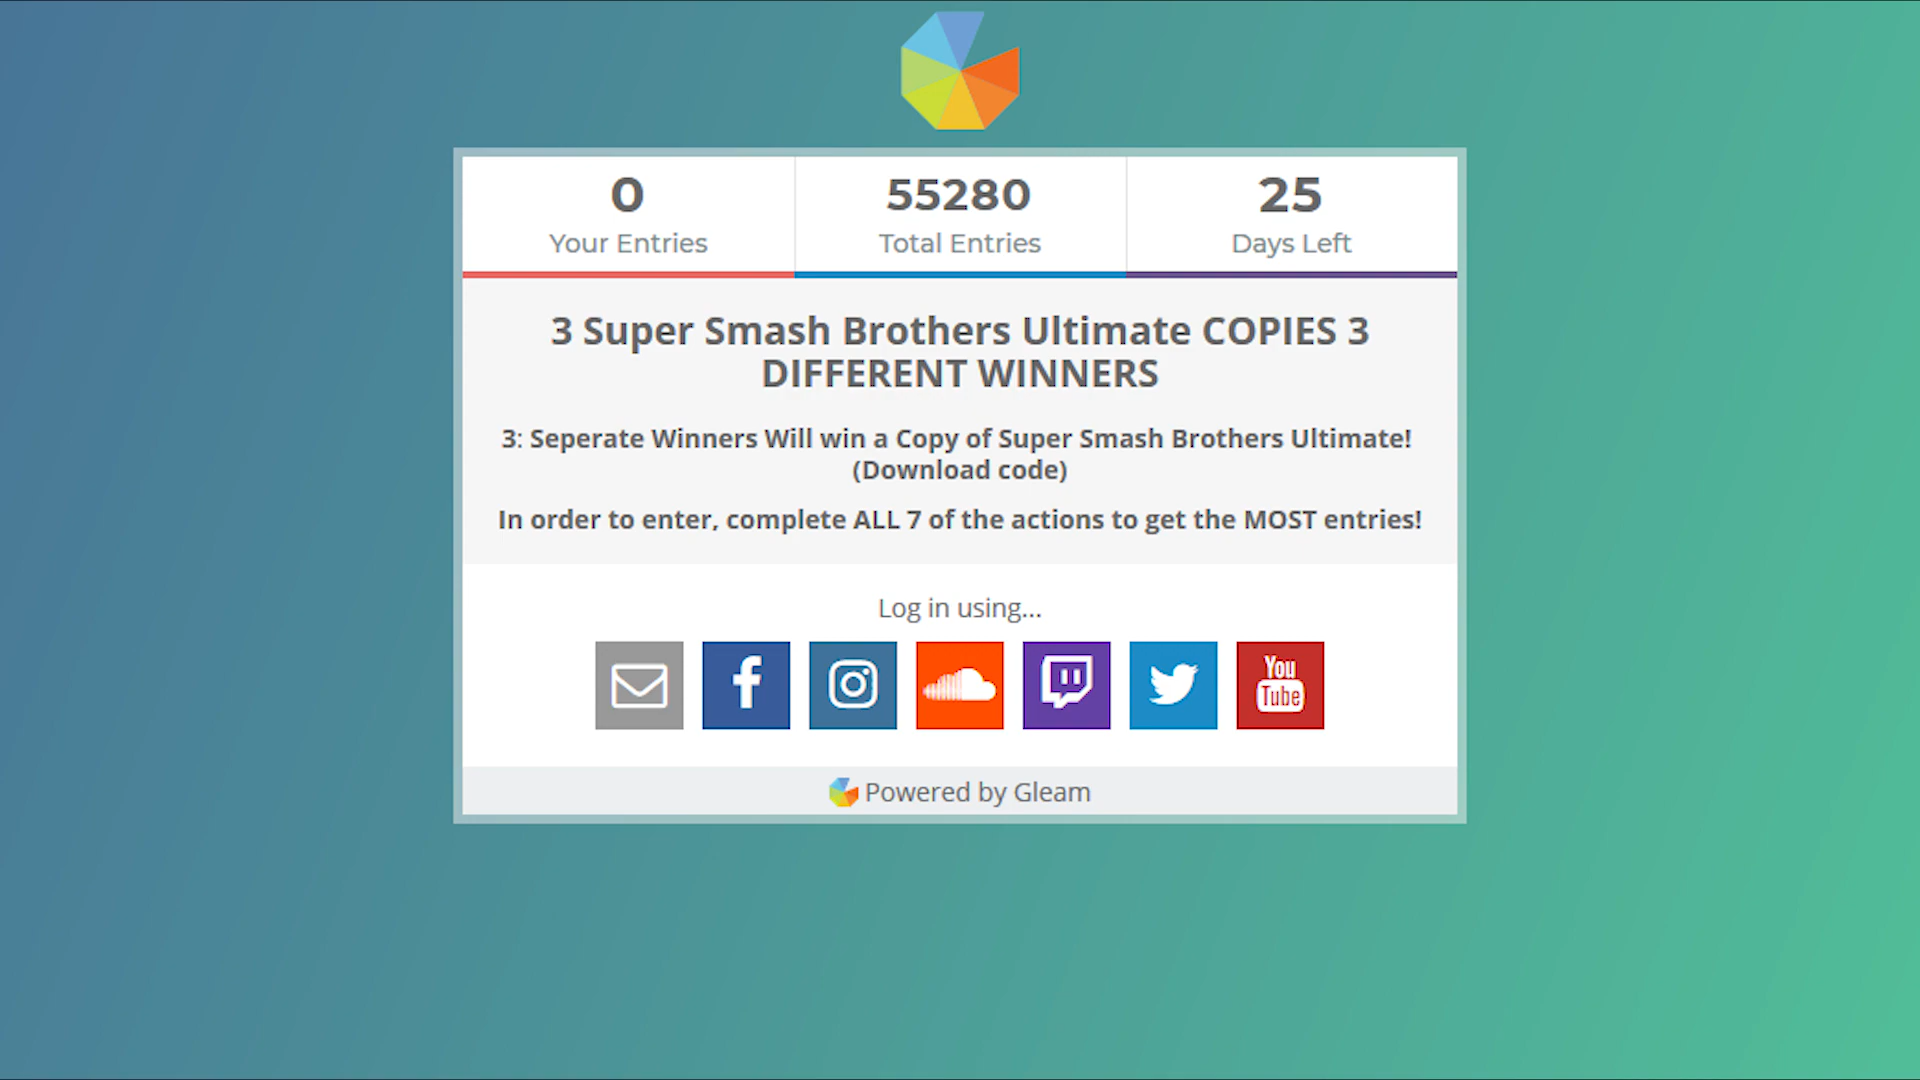 0
Your Entries
55280
Total Entries
25
Days Left
3 Super Smash Brothers Ultimate COPIES 3
DIFFERENT WINNERS
3: Seperate Winners Will win a Copy of Super Smash Brothers Ultimate!
(Download code)
In order to enter, complete ALL 7 of the actions to get the MOST entries!
Log in using...
You
Tube
Powered by Gleam